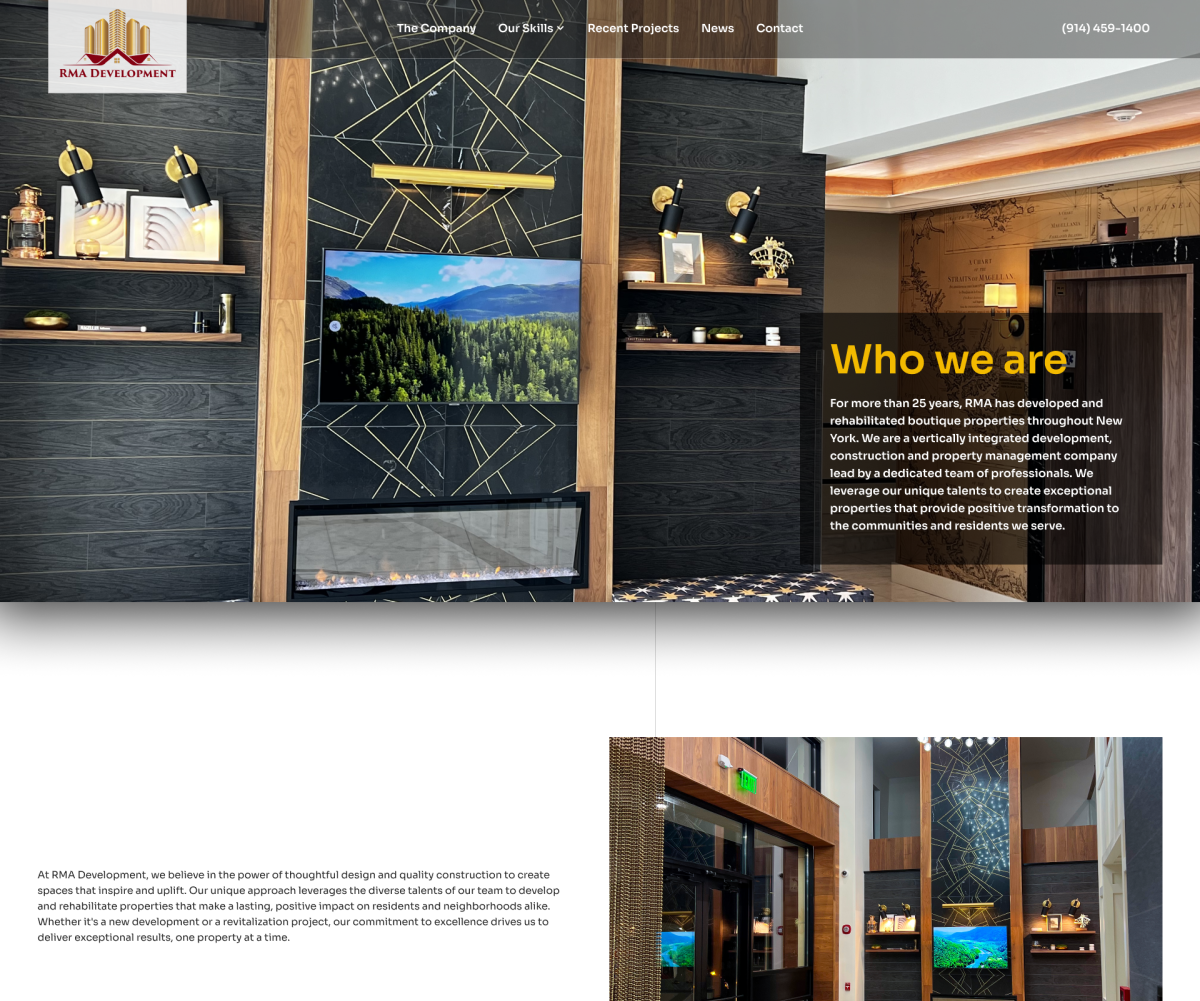 The Company
Our Skills
Recent Projects
News
Contact
(914) 459-1400
RMA DEVELOPMENT
NORTH SEA
A CHART
STRAITS OF MAGELLAN
Who we are
For more than 25 years, RMA has developed and
rehabilitated boutique properties throughout New
York. We are a vertically integrated development,
construction and property management company
lead by a dedicated team of professionals. We
leverage our unique talents to create exceptional
properties that provide positive transformation to
the communities and residents we serve.
EXIT
At RMA Development, we believe in the power of thoughtful design and quality construction to create
spaces that inspire and uplift. Our unique approach leverages the diverse talents of our team to develop
and rehabilitate properties that make a lasting, positive impact on residents and neighborhoods alike.
Whether it's a new development or a revitalization project, our commitment to excellence drives us to
deliver exceptional results, one property at a time.